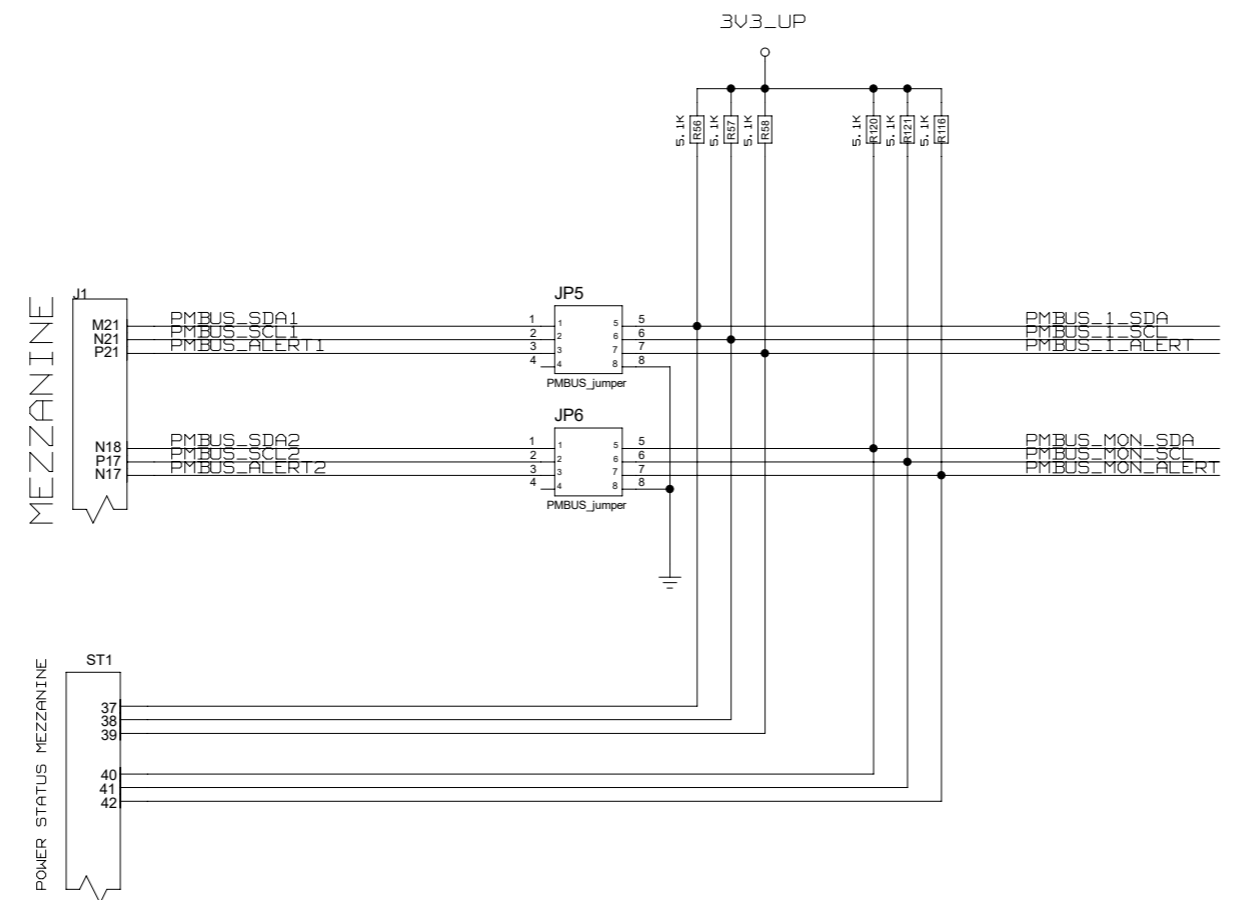 3V3_UP
5.1K R56 5.1K R57 5.1K R58 5.1K R120 5.1K R121 5.1K R116
MEZZANINE
J1
M21 PMBUS_SDA1
N21 PMBUS_SCL1
P21 PMBUS_ALERT1
JP5
1 1 5 5
2 2 6 6
3 3 7 7
4 4 8 8
PMBUS_jumper
PMBUS_1_SDA
PMBUS_1_SCL
PMBUS_1_ALERT
N18 PMBUS_SDA2
P17 PMBUS_SCL2
N17 PMBUS_ALERT2
JP6
1 1 5 5
2 2 6 6
3 3 7 7
4 4 8 8
PMBUS_jumper
PMBUS_MON_SDA
PMBUS_MON_SCL
PMBUS_MON_ALERT
POWER STATUS MEZZANINE
ST1
37
38
39
40
41
42